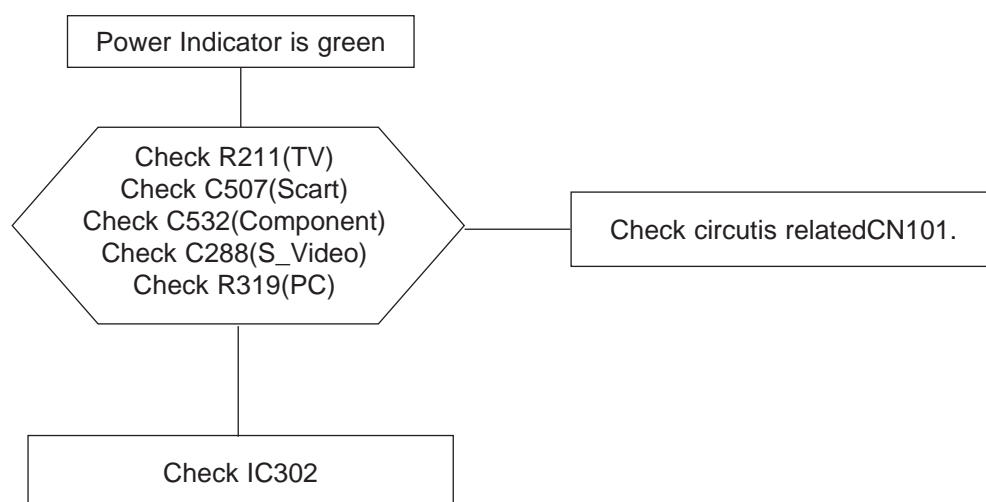 Power Indicator is green
Check R211(TV)
Check C507(Scart)
Check C532(Component)
Check C288(S_Video)
Check R319(PC)
Check circutis relatedCN101.
Check IC302